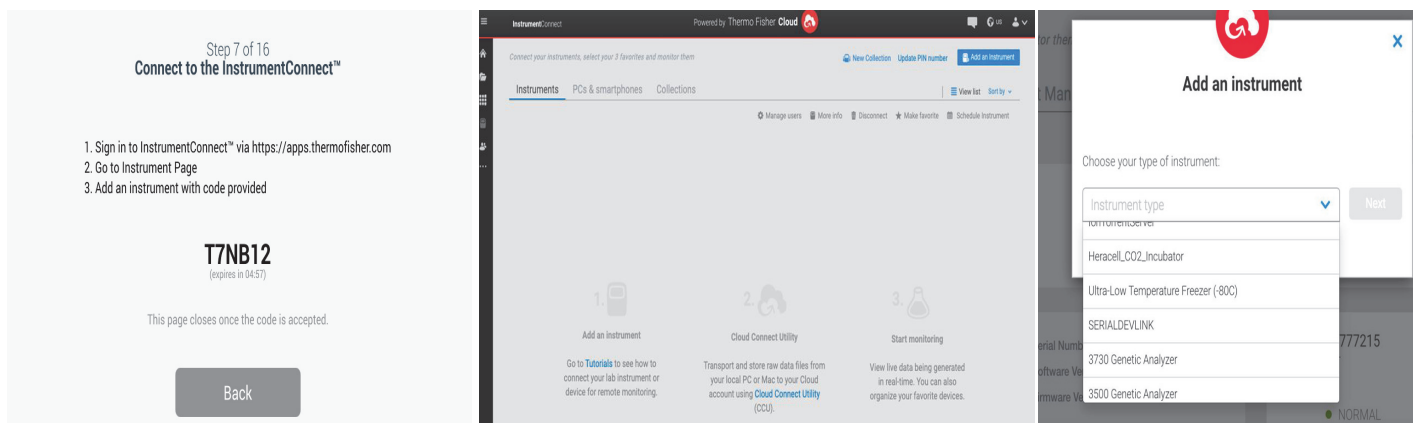 Step 7 of 16
Connect to the InstrumentConnect™
1. Sign in to InstrumentConnect™ via https://apps.thermofisher.com
2. Go to Instrument Page
3. Add an instrument with code provided
T7NB12
(expires in 04:57)
This page closes once the code is accepted.
Back
InstrumentConnect
Powered by Thermo Fisher Cloud
US
Connect your instruments, select your 3 favorites and monitor them
New Collection Update PIN number Add an Instrument
Instruments PCs & smartphones Collections
View list Sort by
Manage users More info Disconnect Make favorite Schedule Instrument
1.
Add an instrument
Go to Tutorials to see how to
connect your lab instrument or
device for remote monitoring.
2.
Cloud Connect Utility
Transport and store raw data files from
your local PC or Mac to your Cloud
account using Cloud Connect Utility
(CCU).
3.
Start monitoring
View live data being generated
in real-time. You can also
organize your favorite devices.
Add an instrument
Choose your type of instrument:
Instrument type
Next
IonTorrentServer
Heracell_CO2_Incubator
Ultra-Low Temperature Freezer (-80C)
SERIALDEVLINK
3730 Genetic Analyzer
3500 Genetic Analyzer
777215
NORMAL